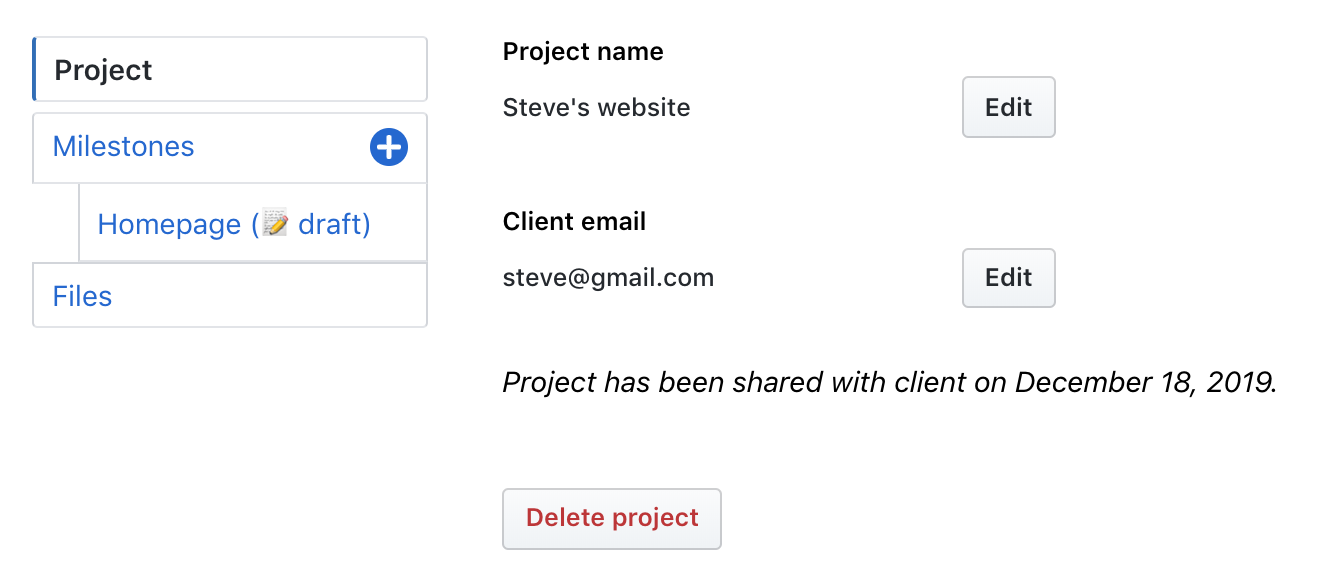 Project
Milestones
Homepage (📝 draft)
Files
Project name
Steve's website
Edit
Client email
steve@gmail.com
Edit
Project has been shared with client on December 18, 2019.
Delete project